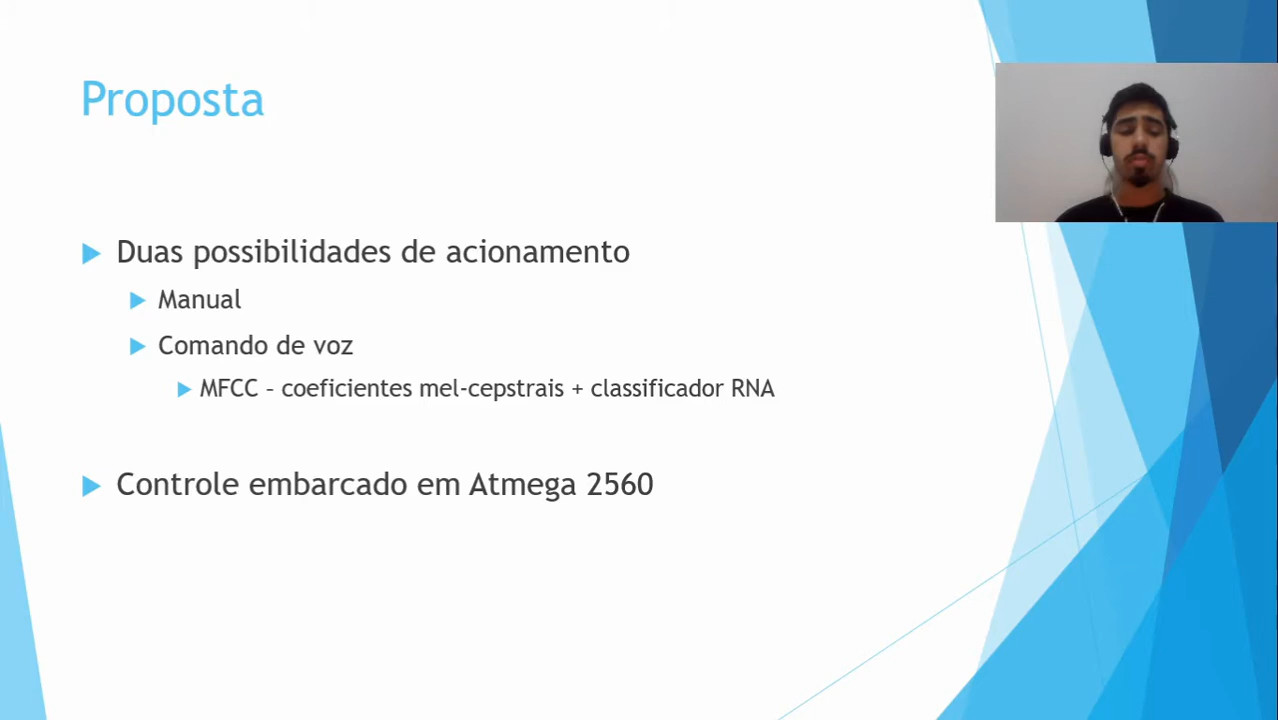 Proposta
Duas possibilidades de acionamento
Manual
Comando de voz
MFCC – coeficientes mel-cepstrais + classificador RNA
Controle embarcado em Atmega 2560